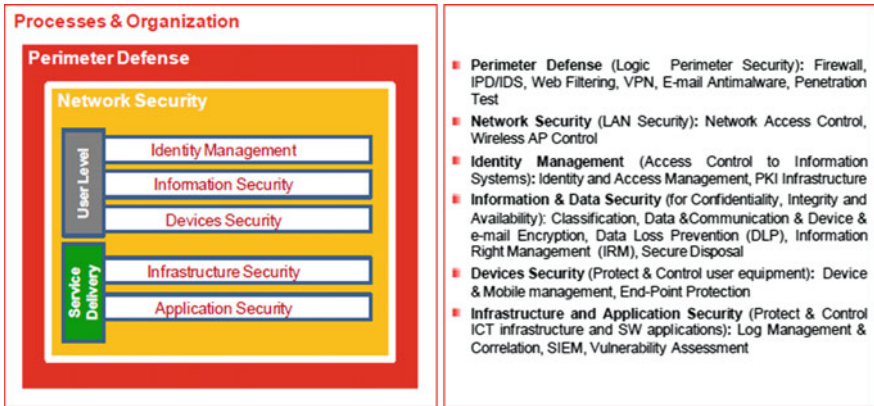 Processes & Organization
Perimeter Defense
Network Security
User Level
Identity Management
Information Security
Devices Security
Service
Delivery
Infrastructure Security
Application Security
Perimeter Defense (Logic Perimeter Security): Firewall,
IPD/IDS, Web Filtering, VPN, E-mail Antimalware, Penetration
Test
Network Security (LAN Security): Network Access Control,
Wireless AP Control
Identity Management (Access Control to Information
Systems): Identity and Access Management, PKI Infrastructure
Information & Data Security (for Confidentiality, Integrity and
Availability): Classification, Data &Communication & Device &
e-mail Encryption, Data Loss Prevention (DLP), Information
Right Management (IRM), Secure Disposal
Devices Security (Protect & Control user equipment): Device
& Mobile management, End-Point Protection
Infrastructure and Application Security (Protect & Control
ICT infrastructure and SW applications): Log Management &
Correlation, SIEM, Vulnerability Assessment